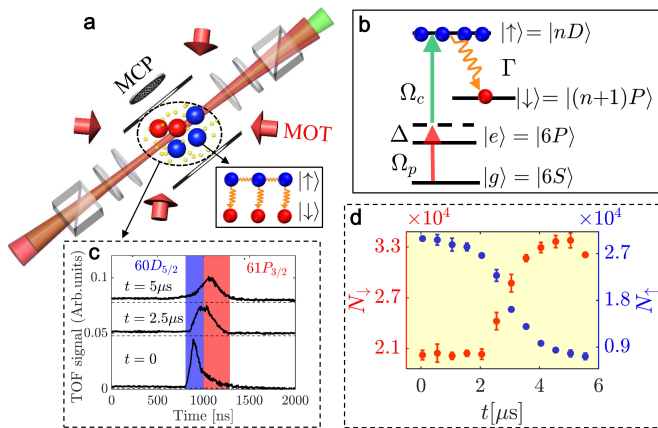 a
MCP
MOT
|↑⟩
|↓⟩
b
|↑⟩=|nD⟩
Γ
Ω_c
|↓⟩=|(n+1)P⟩
Δ
|e⟩=|6P⟩
Ω_p
|g⟩=|6S⟩
c
60D_{5/2}
61P_{3/2}
TOF signal (Arb.units)
0.1
t=5μs
0.05
t=2.5μs
t=0
0
0 500 1000 1500 2000
Time [ns]
d
×10^4
×10^4
3.3
2.7
2.1
N_↓
2.7
1.8
0.9
N_↑
0 2 4 6
t[μs]